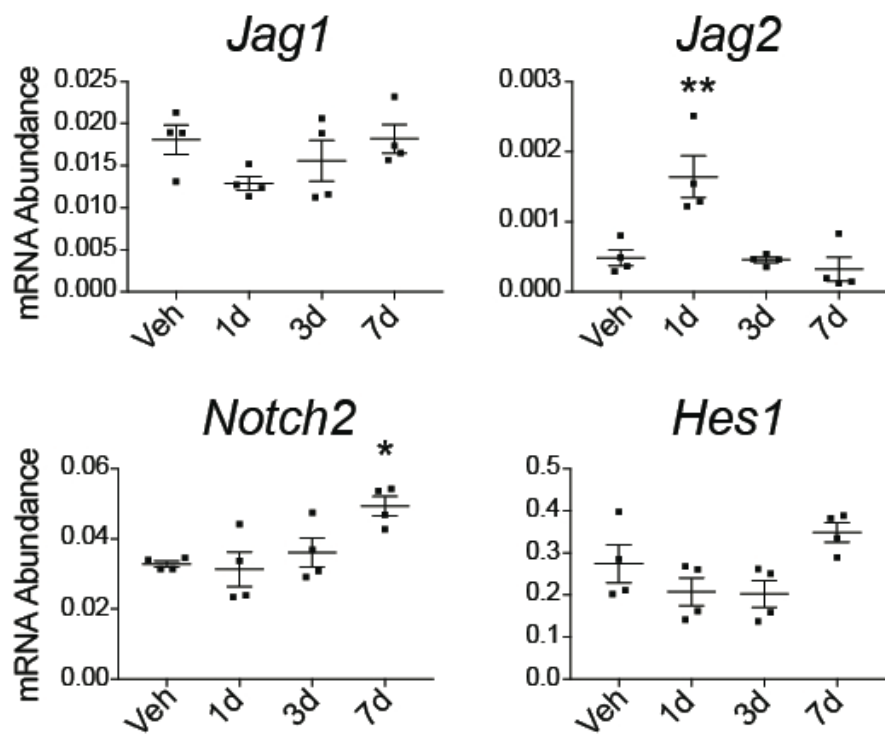 Jag1
mRNA Abundance
0.025
0.020
0.015
0.010
0.005
0.000
Veh
1d
3d
7d
Jag2
0.003
**
0.002
0.001
0.000
Veh
1d
3d
7d
Notch2
mRNA Abundance
0.06
*
0.04
0.02
0.00
Veh
1d
3d
7d
Hes1
0.5
0.4
0.3
0.2
0.1
0.0
Veh
1d
3d
7d